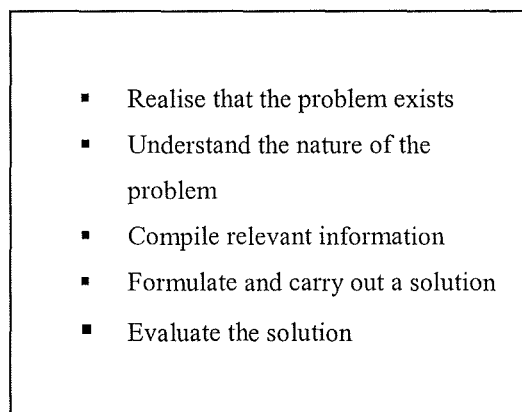 ▪ Realise that the problem exists
▪ Understand the nature of the
problem
▪ Compile relevant information
▪ Formulate and carry out a solution
▪ Evaluate the solution